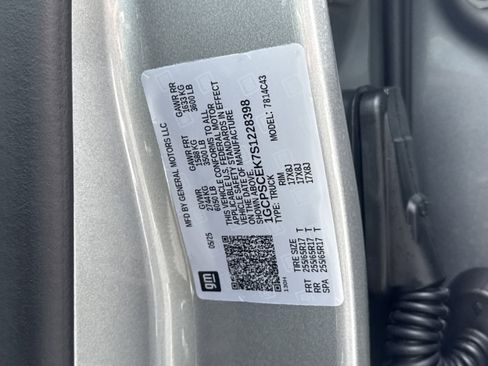 MFD BY GENERAL MOTORS LLC
05/25
GVWR GAWR FRT GAWR RR
2744 KG 1588 KG 1633 KG
6050 LB 3500 LB 3600 LB
THIS VEHICLE CONFORMS TO ALL
APPLICABLE FEDERAL MOTOR
VEHICLE SAFETY STANDARDS IN EFFECT
ON THE DATE OF MANUFACTURE
SHOWN ABOVE.
1GCPSCEK7S1228398
TYPE: TRUCK MODEL: 7814C43
TIRE SIZE RIM
FRT 255/65R17 T 17X8J
RR 255/65R17 T 17X8J
SPA 255/65R17 T 17X8J
gm